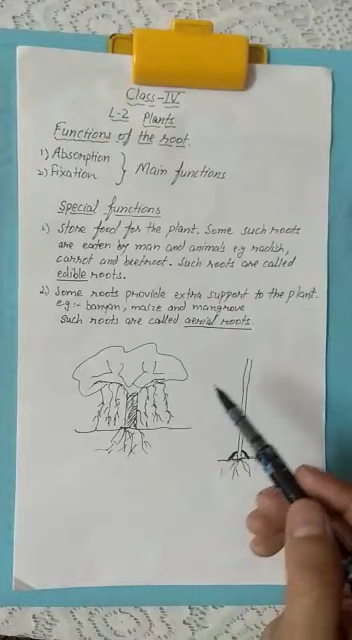 Class-IV
L-2 Plants
Functions of the root.
1) Absorption
2) Fixation } Main functions
Special functions
1) Store food for the plant. Some such roots
are eaten by man and animals eg radish,
carrot and beetroot. Such roots are called
edible roots.
2) Some roots provide extra support to the plant.
e.g:- banyan, maize and mangrove
such roots are called aerial roots.